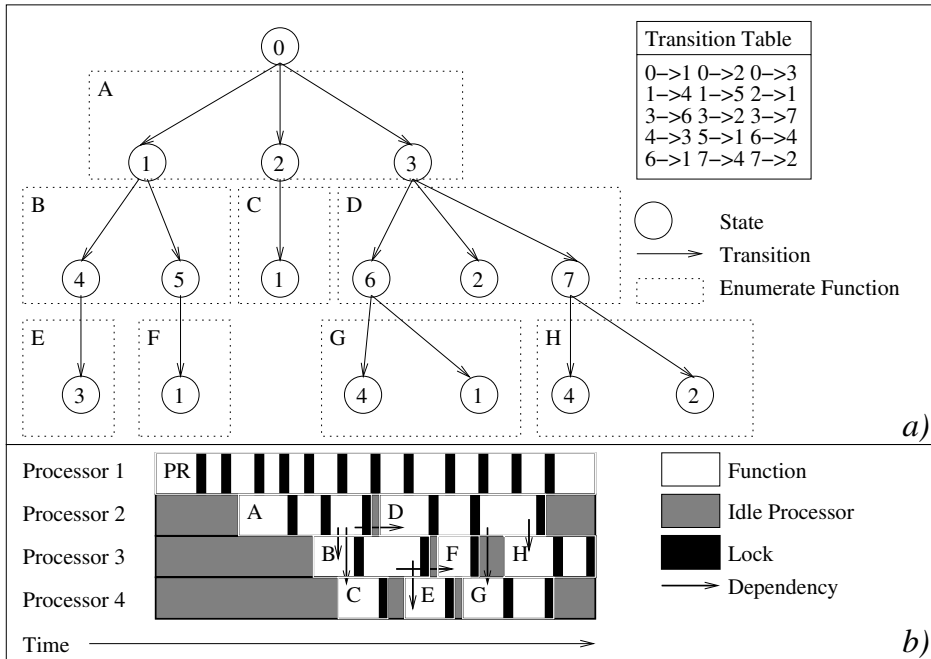 0
Transition Table
A
0->1 0->2 0->3
1->4 1->5 2->1
3->6 3->2 3->7
4->3 5->1 6->4
6->1 7->4 7->2
1 2 3
B C D
State
Transition
4 5 1 6 2 7
Enumerate Function
E F G H
3 1 4 1 4 2
a)
Processor 1 PR Function
Processor 2 A D Idle Processor
Processor 3 B F H Lock
Processor 4 C E G Dependency
Time b)